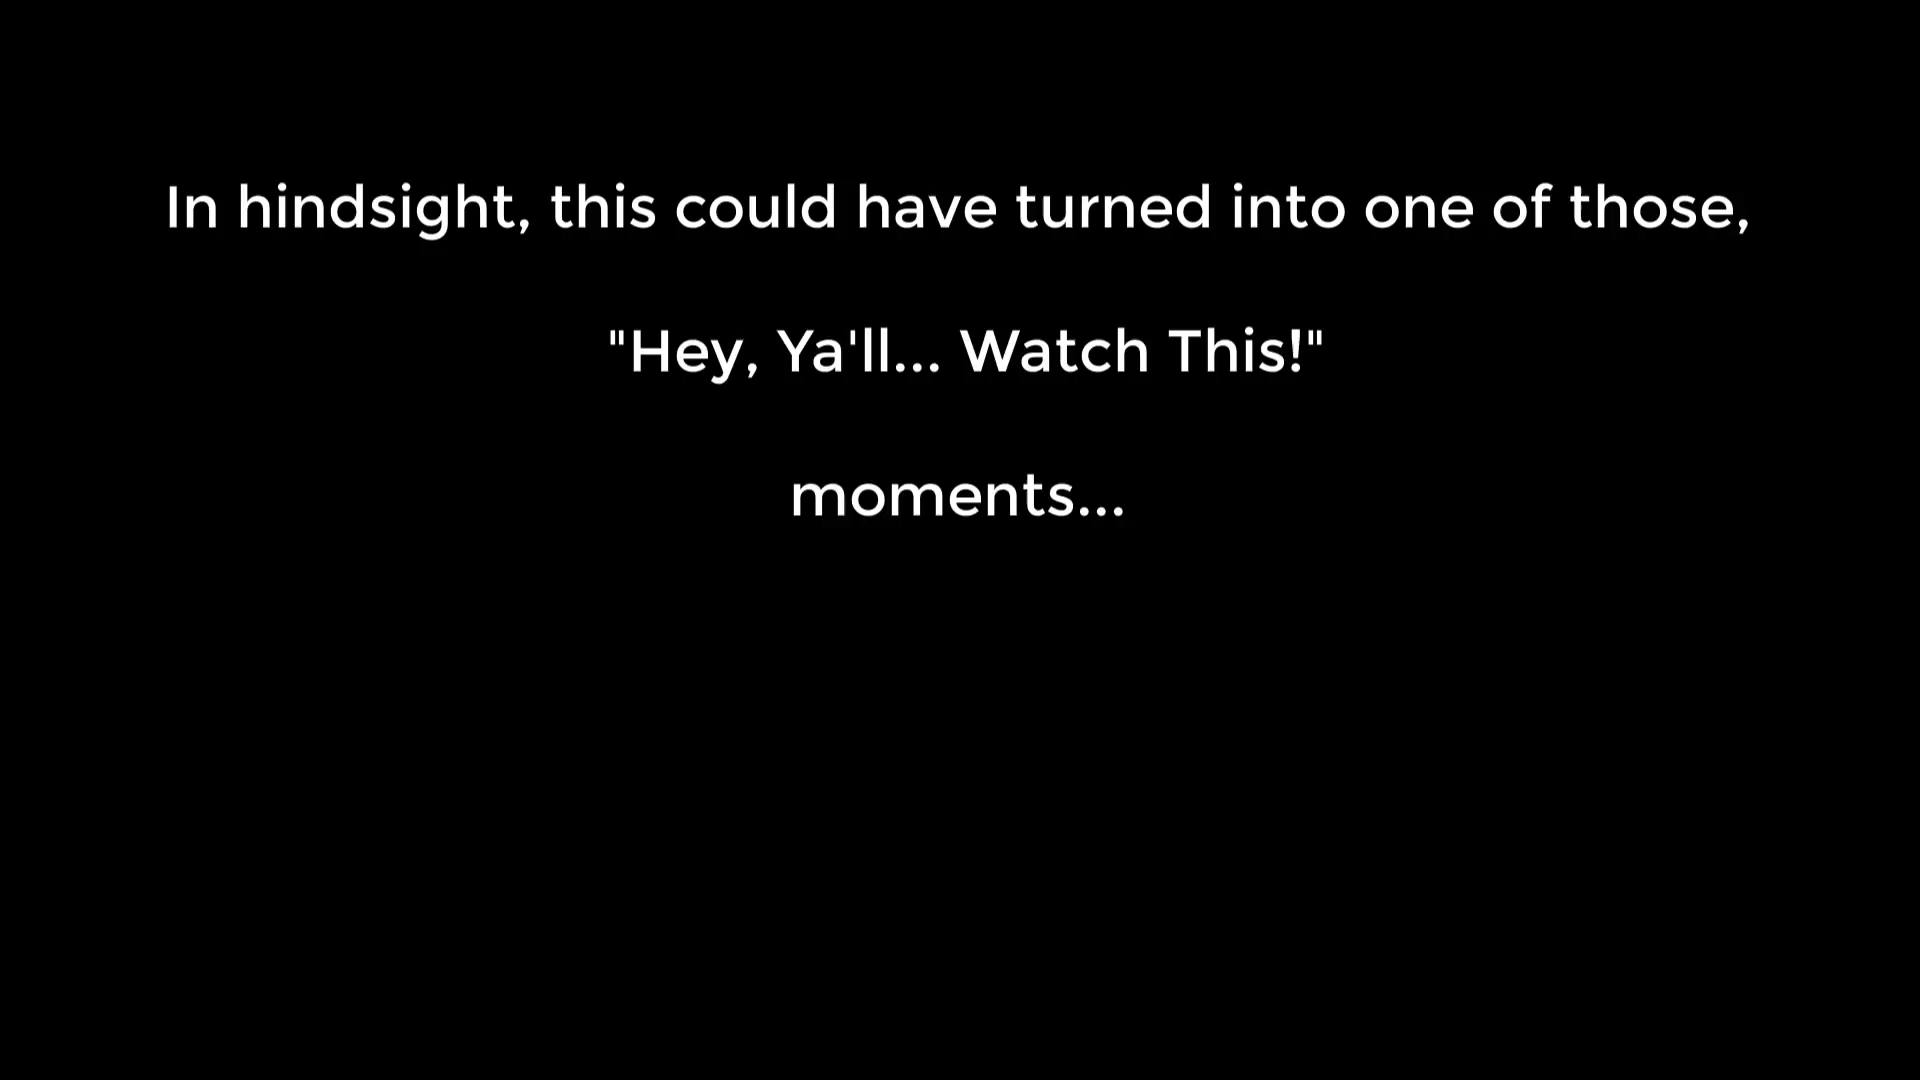 In hindsight, this could have turned into one of those,
"Hey, Ya'll... Watch This!"
moments...